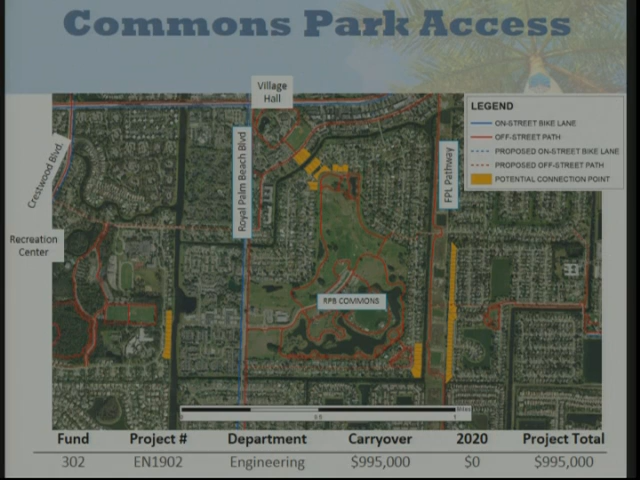 Commons Park Access
Village
Hall
LEGEND
ON-STREET BIKE LANE
OFF-STREET PATH
PROPOSED ON-STREET BIKE LANE
PROPOSED OFF-STREET PATH
POTENTIAL CONNECTION POINT
Crestwood Blvd.
Royal Palm Beach Blvd
FPL Pathway
Recreation
Center
RPB COMMONS
Fund Project # Department Carryover 2020 Project Total
302 EN1902 Engineering $995,000 $0 $995,000